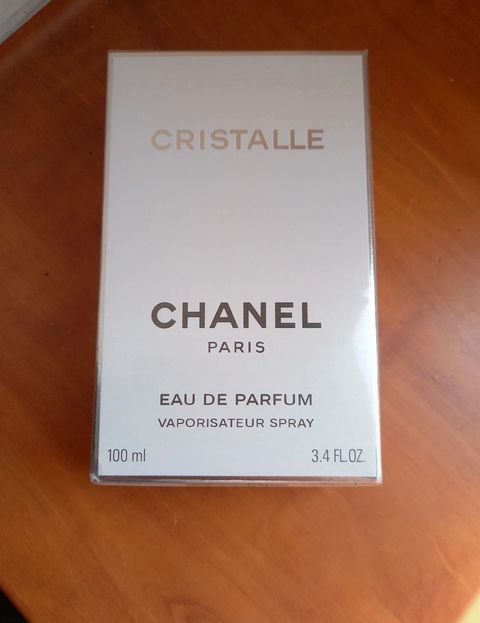 CRISTALLE
CHANEL
PARIS
EAU DE PARFUM
VAPORISATEUR SPRAY
100 ml 3.4 FL.OZ.